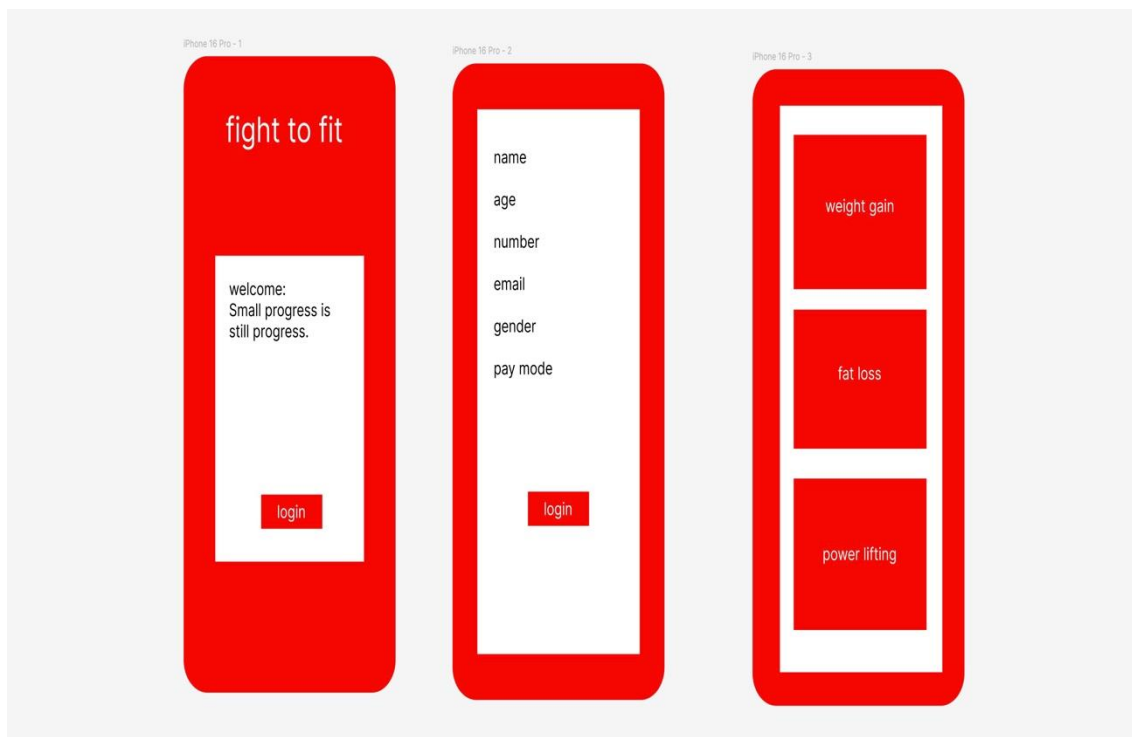 iPhone 16 Pro - 1
fight to fit
welcome:
Small progress is
still progress.
login
iPhone 16 Pro - 2
name
age
number
email
gender
pay mode
login
iPhone 16 Pro - 3
weight gain
fat loss
power lifting